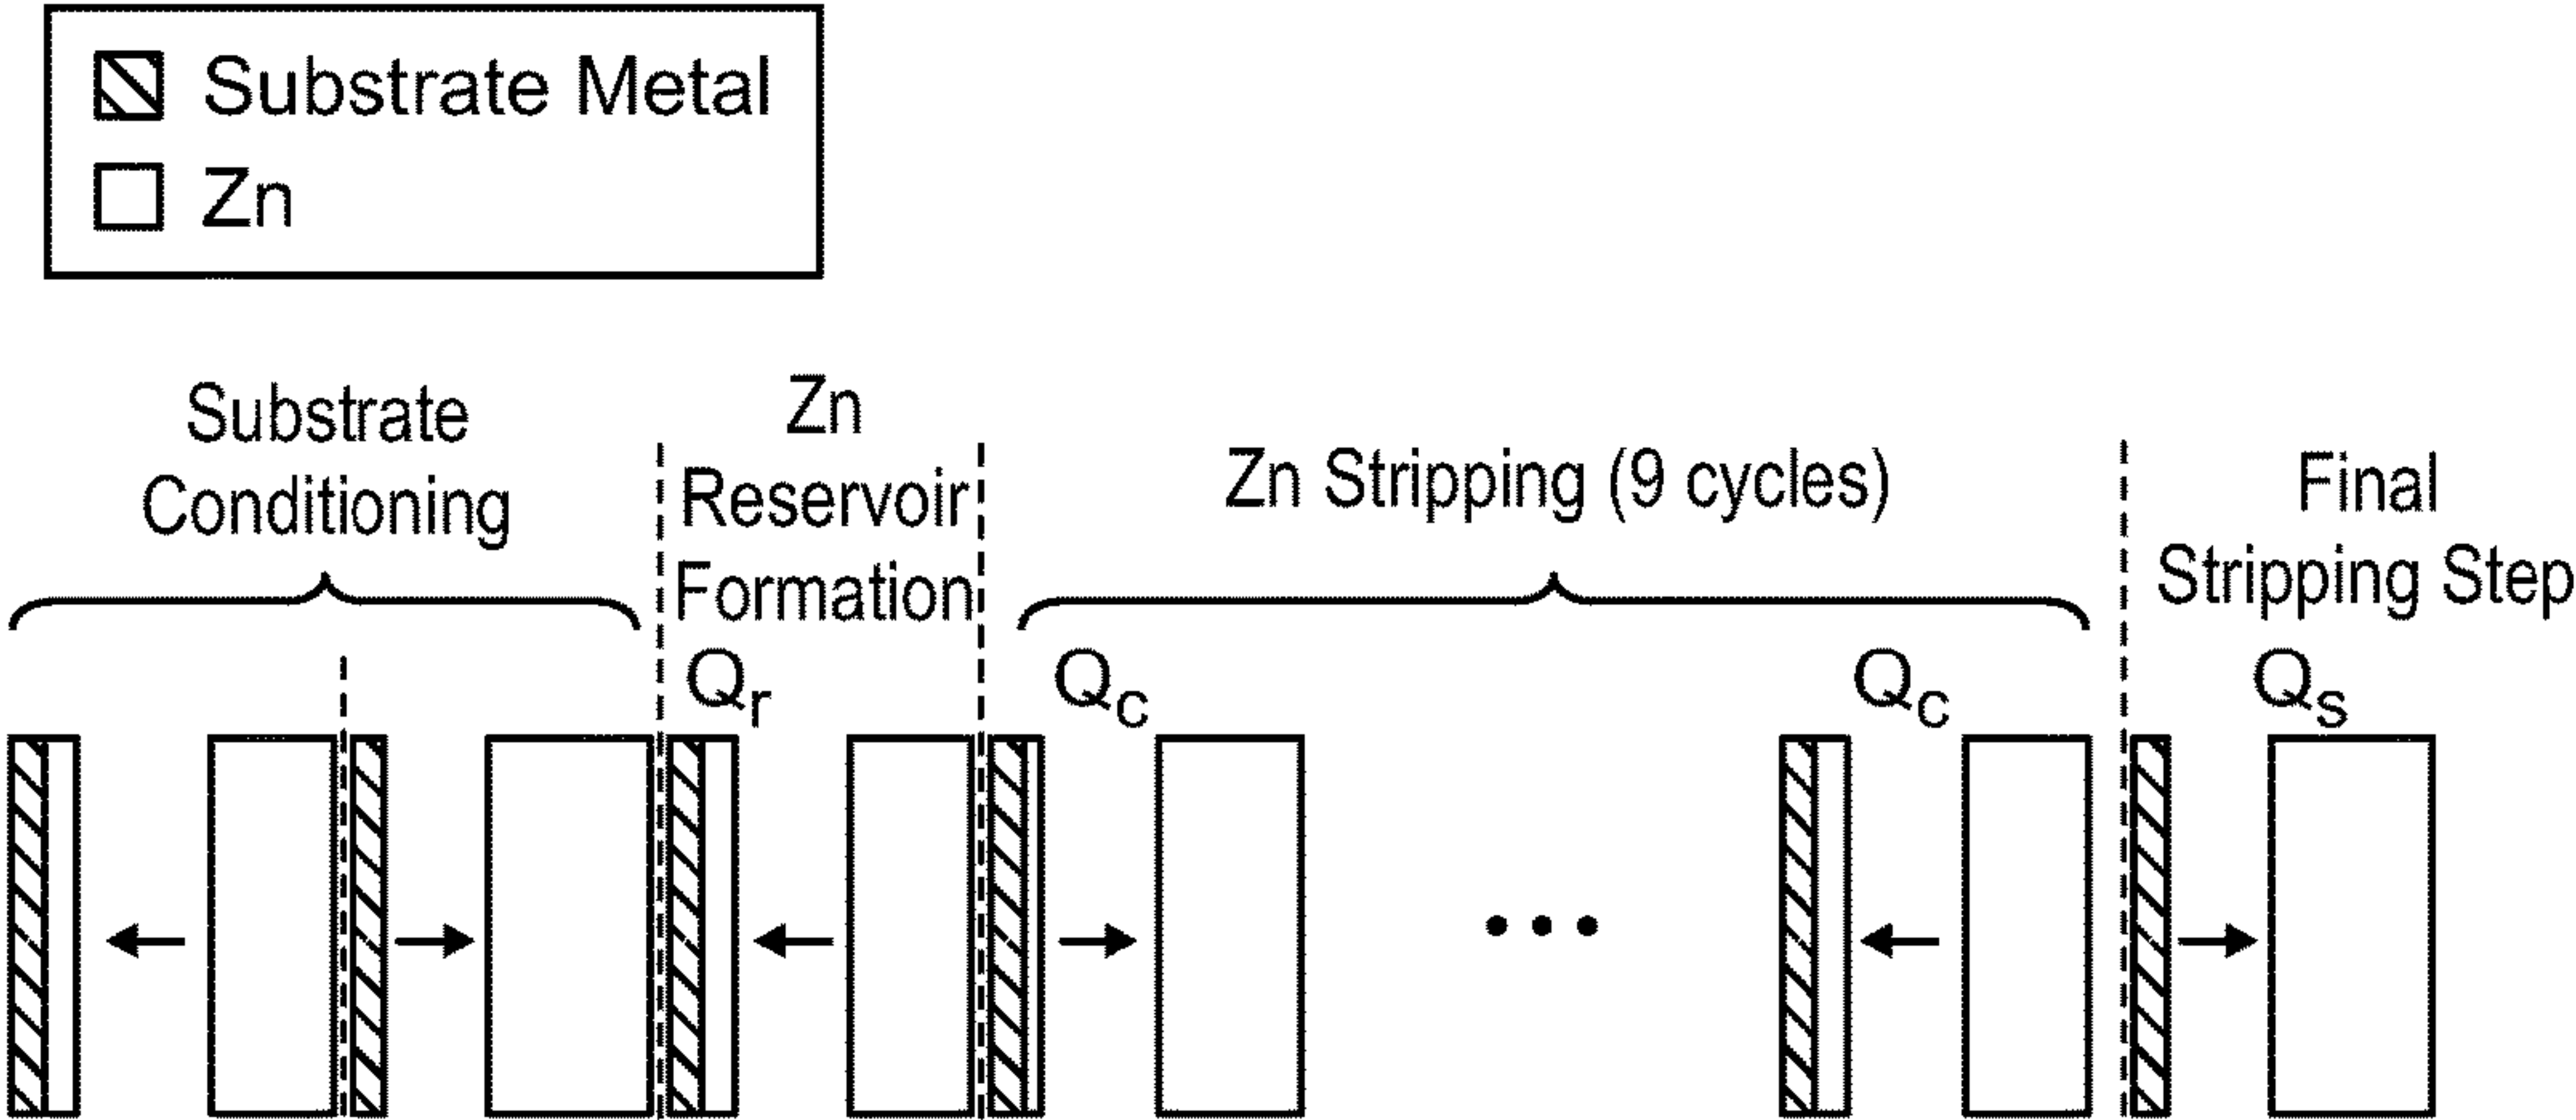 Substrate Metal
Zn
Substrate
Conditioning
Zn
Reservoir
Formation
Zn Stripping (9 cycles)
Final
Stripping Step
Qr
Qc
Qc
Qs